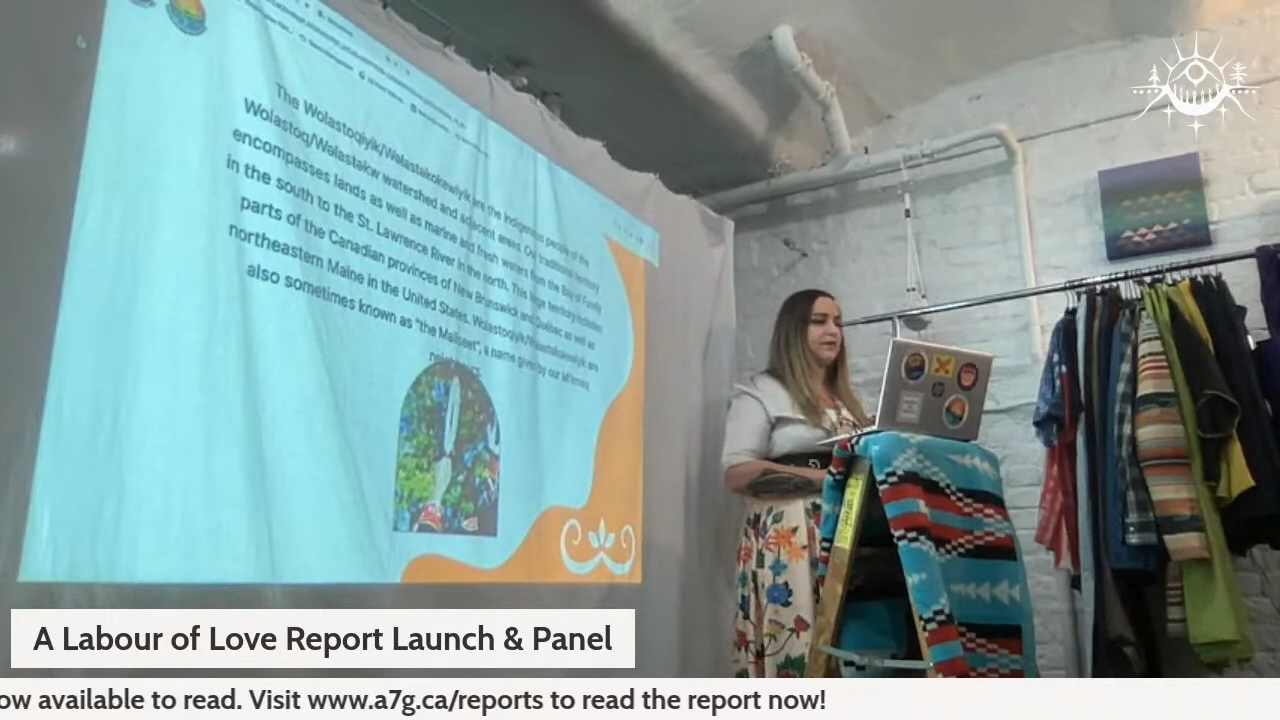 The Wolastoqiyik/Wəlastəkokewiyik are the Indigenous people of the
Wolastoq/Wəlastəkw watershed and adjacent areas. Our traditional territory
encompasses lands as well as marine and fresh waters from the Bay of Fundy
in the south to the St. Lawrence River in the north. This large territory includes
parts of the Canadian provinces of New Brunswick and Québec as well as
northeastern Maine in the United States. Wolastoqiyik/Wəlastəkokewiyik are
also sometimes known as "the Maliseet", a name given by our Mi'kmaq
A Labour of Love Report Launch & Panel
ow available to read. Visit www.a7g.ca/reports to read the report now!